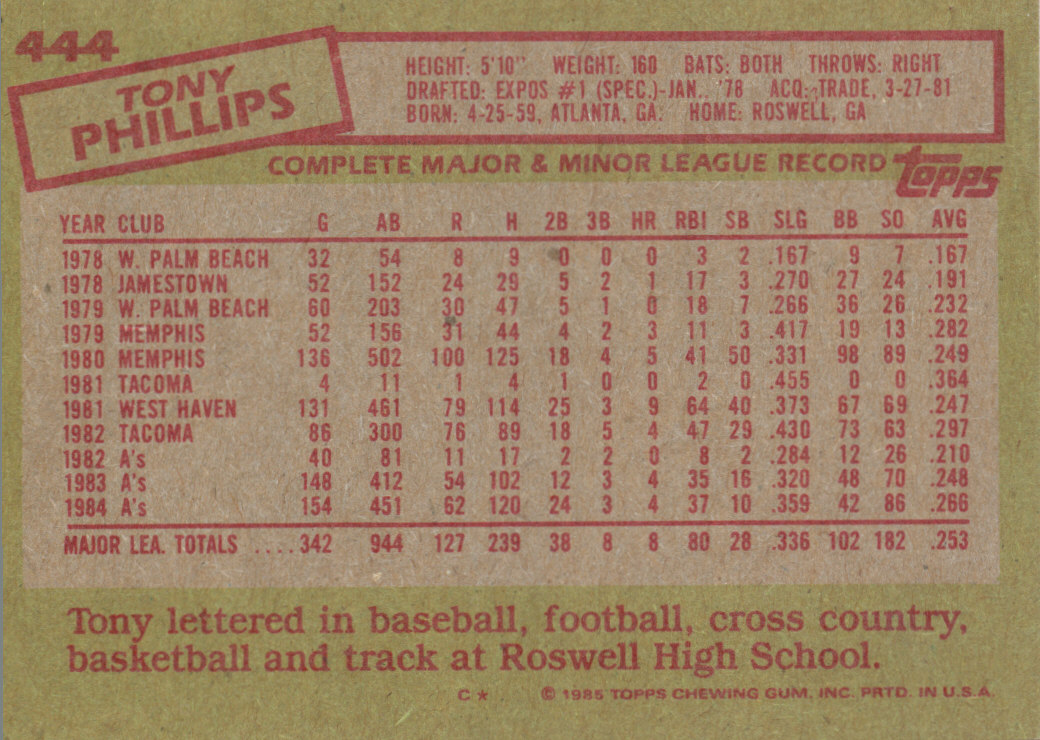 444
TONY
PHILLIPS
HEIGHT: 5'10" WEIGHT: 160 BATS: BOTH THROWS: RIGHT
DRAFTED: EXPOS #1 (SPEC.)-JAN., '78 ACQ: TRADE, 3-27-81
BORN: 4-25-59, ATLANTA, GA. HOME: ROSWELL, GA
COMPLETE MAJOR & MINOR LEAGUE RECORD topps
YEAR CLUB G AB R H 2B 3B HR RBI SB SLG BB SO AVG
1978 W. PALM BEACH 32 54 8 9 0 0 0 3 2 .167 9 7 .167
1978 JAMESTOWN 52 152 24 29 5 2 1 17 3 .270 27 24 .191
1979 W. PALM BEACH 60 203 30 47 5 1 0 18 7 .266 36 26 .232
1979 MEMPHIS 52 156 31 44 4 2 3 11 3 .417 19 13 .282
1980 MEMPHIS 136 502 100 125 18 4 5 41 50 .331 98 89 .249
1981 TACOMA 4 11 1 4 1 0 0 2 0 .455 0 0 .364
1981 WEST HAVEN 131 461 79 114 25 3 9 64 40 .373 67 69 .247
1982 TACOMA 86 300 76 89 18 5 4 47 29 .430 73 63 .297
1982 A's 40 81 11 17 2 2 0 8 2 .284 12 26 .210
1983 A's 148 412 54 102 12 3 4 35 16 .320 48 70 .248
1984 A's 154 451 62 120 24 3 4 37 10 .359 42 86 .266
MAJOR LEA. TOTALS ....342 944 127 239 38 8 8 80 28 .336 102 182 .253
Tony lettered in baseball, football, cross country,
basketball and track at Roswell High School.
C★ © 1985 TOPPS CHEWING GUM, INC. PRTD. IN U.S.A.